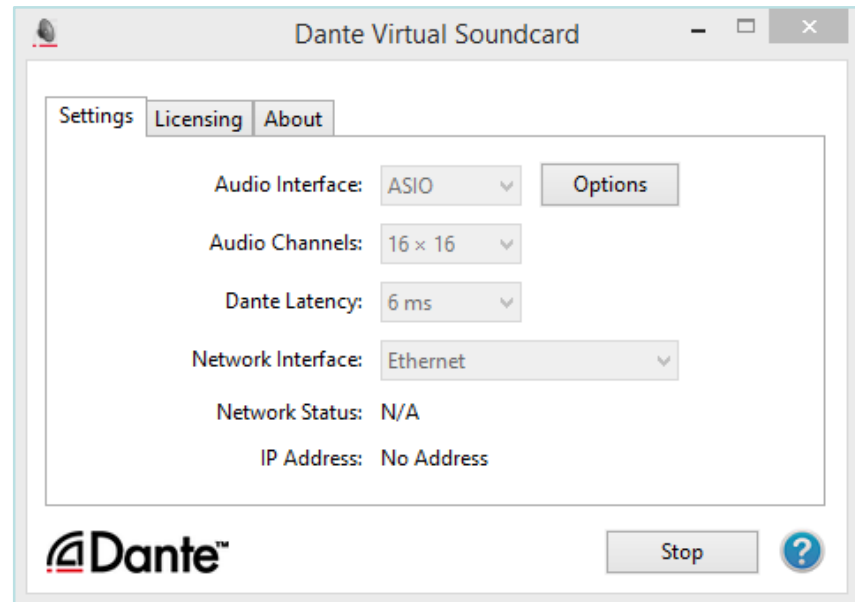 Dante Virtual Soundcard
Settings Licensing About
Audio Interface: ASIO Options
Audio Channels: 16 × 16
Dante Latency: 6 ms
Network Interface: Ethernet
Network Status: N/A
IP Address: No Address
Dante™ Stop ?